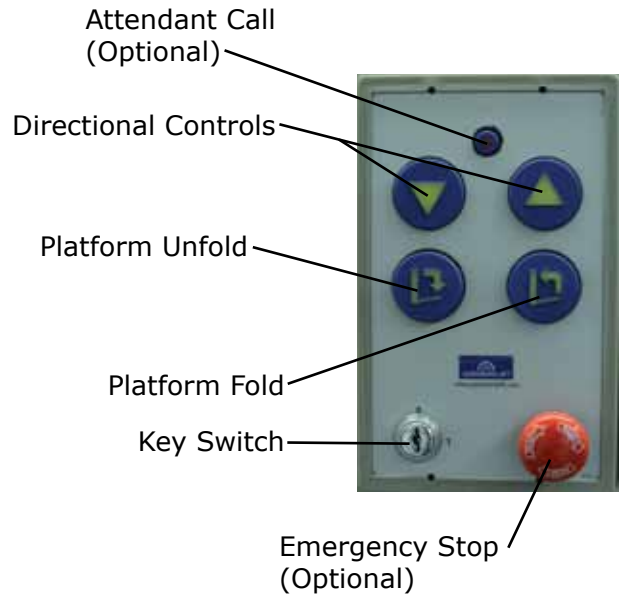 Attendant Call
(Optional)
Directional Controls
Platform Unfold
Platform Fold
Key Switch
Emergency Stop
(Optional)